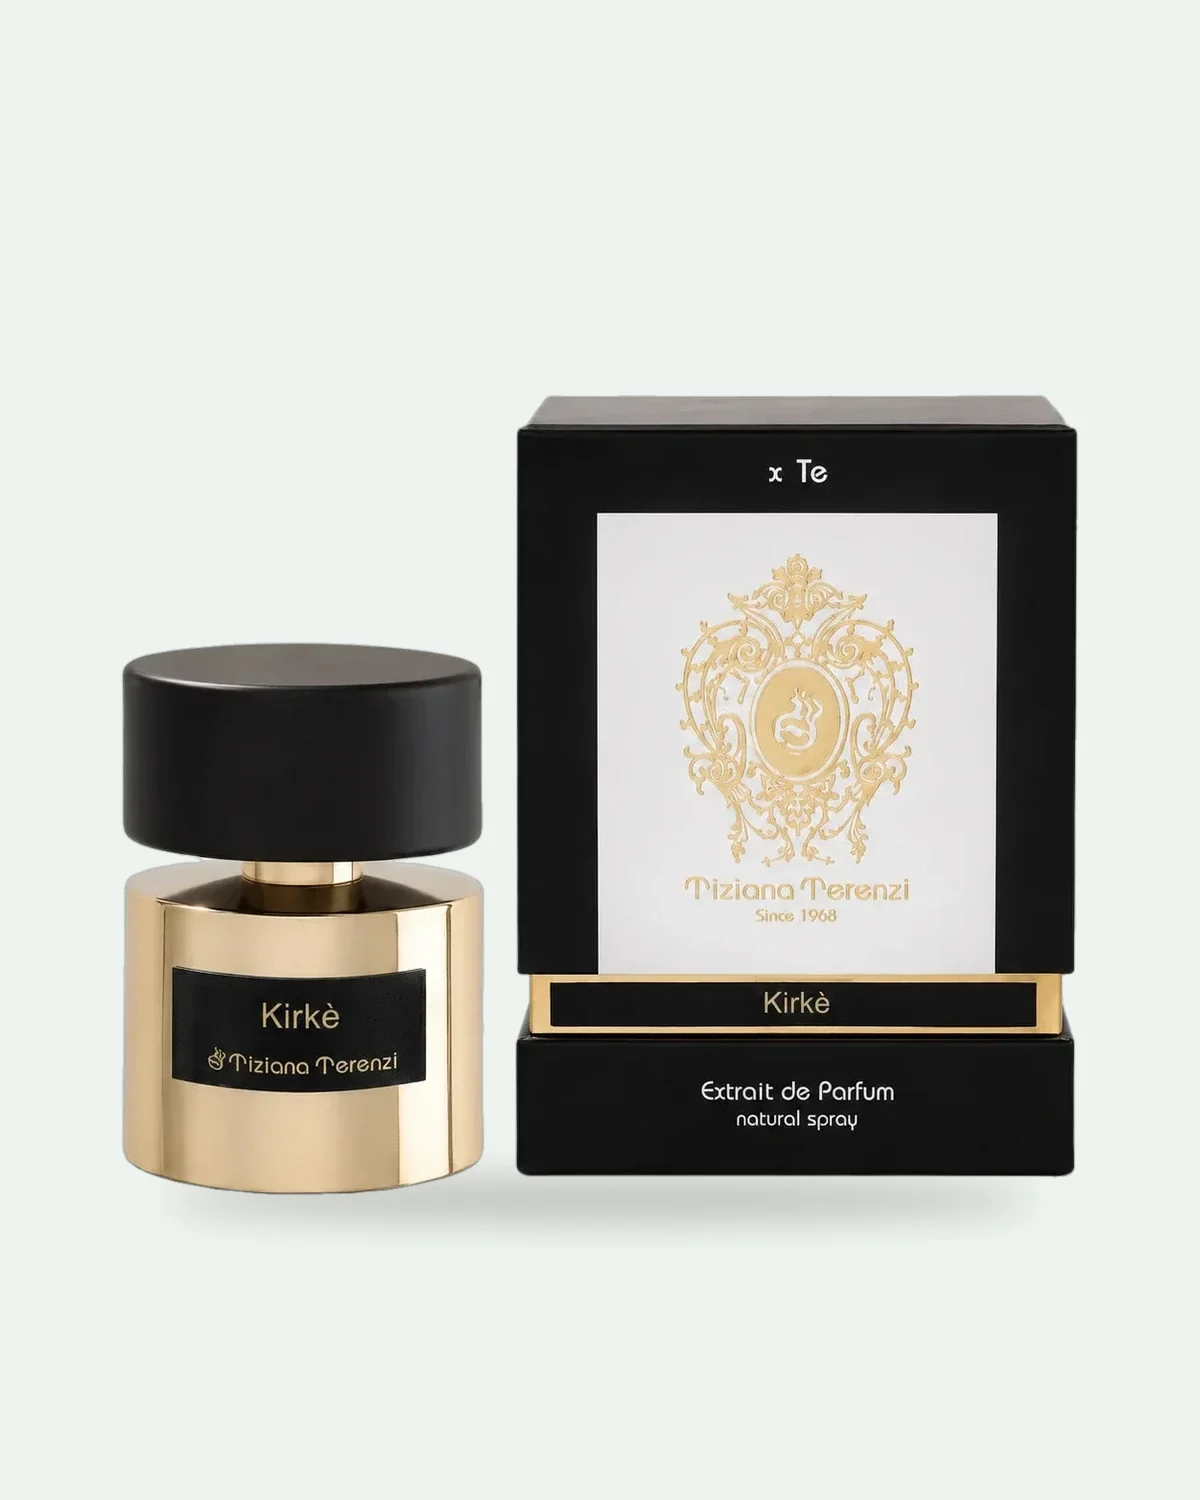 x Te
Tiziana Terenzi
Since 1968
Kirkè
Extrait de Parfum
natural spray
Kirkè
Tiziana Terenzi